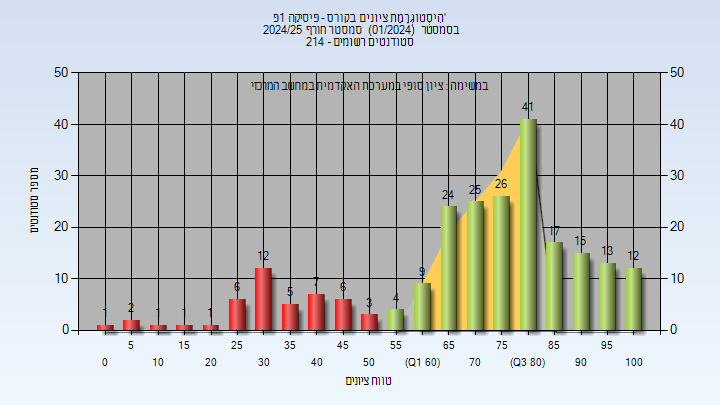 היסטוגרמת ציונים בקורס - פיסיקה 1פ'
בסמסטר (01/2024) סמסטר חורף 2024/25
סטודנטים רשומים - 214
במשימה : ציון סופי במערכת האקדמית במחשב המרכזי
מספר סטודנטים
50 50
40 40
30 30
20 20
10 10
0 0
1 2 1 1 1 6 12 5 7 6 3 4 9 24 25 26 41 17 15 13 12
5 15 25 35 45 55 65 75 85 95
0 10 20 30 40 50 (Q1 60) 70 (Q3 80) 90 100
טווח ציונים